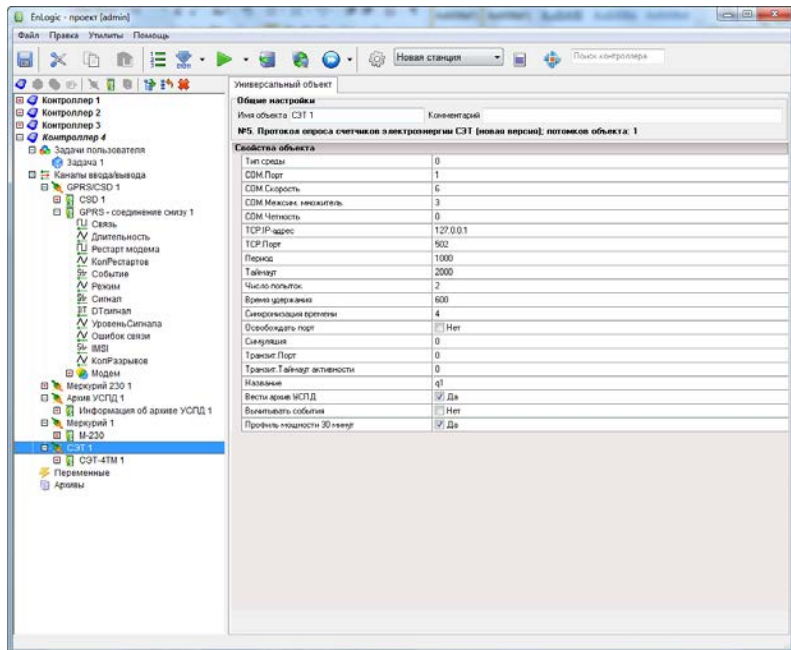 EnLogic - проект [admin]
Файл Правка Утилиты Помощь
Новая станция
Поиск контроллера
Контроллер 1
Контроллер 2
Контроллер 3
Контроллер 4
Задачи пользователя
Задача 1
Каналы ввода/вывода
GPRS/CSD 1
CSD 1
GPRS - соединение снизу 1
Связь
Длительность
Рестарт модема
КолРестартов
Событие
Режим
Сигнал
DTсигнал
УровеньСигнала
Ошибок связи
IMSI
КолРазрывов
Модем
Меркурий 230 1
Архив УСПД 1
Информация об архиве УСПД 1
Меркурий 1
М-230
СЭТ 1
СЭТ-4ТМ 1
Переменные
Архивы
Универсальный объект
Общие настройки
Имя объекта СЭТ 1 Комментарий
№5. Протокол опроса счетчиков электроэнергии СЭТ (новая версия); потомков объекта: 1
Свойства объекта
Тип среды 0
COM.Порт 1
COM.Скорость 6
COM.Межсим. множитель 3
COM.Четность 0
TCP.IP-адрес 127.0.0.1
TCP.Порт 502
Период 1000
Таймаут 2000
Число попыток 2
Время удержания 600
Синхронизация времени 4
Освобождать порт Нет
Симуляция 0
Транзит.Порт 0
Транзит.Таймаут активности 0
Название q1
Вести архив УСПД Да
Вычитывать события Нет
Профиль мощности 30 минут Да